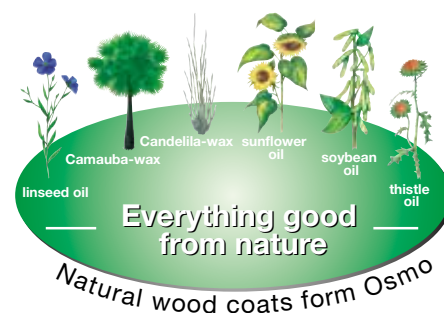 linseed oil
Camauba-wax
Candelila-wax
sunflower
oil
soybean
oil
thistle
oil
Everything good
from nature
Natural wood coats form Osmo